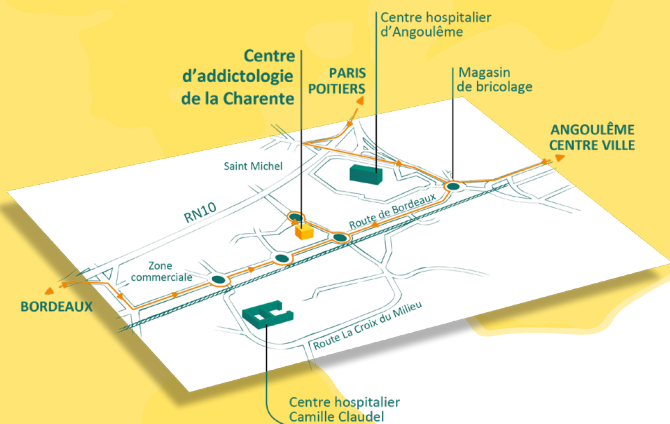 Centre hospitalier
d'Angoulême
Centre
d'addictologie
de la Charente
PARIS
POITIERS
Magasin
de bricolage
ANGOULÊME
CENTRE VILLE
Saint Michel
RN10
Route de Bordeaux
Zone
commerciale
BORDEAUX
Route La Croix du Milieu
Centre hospitalier
Camille Claudel